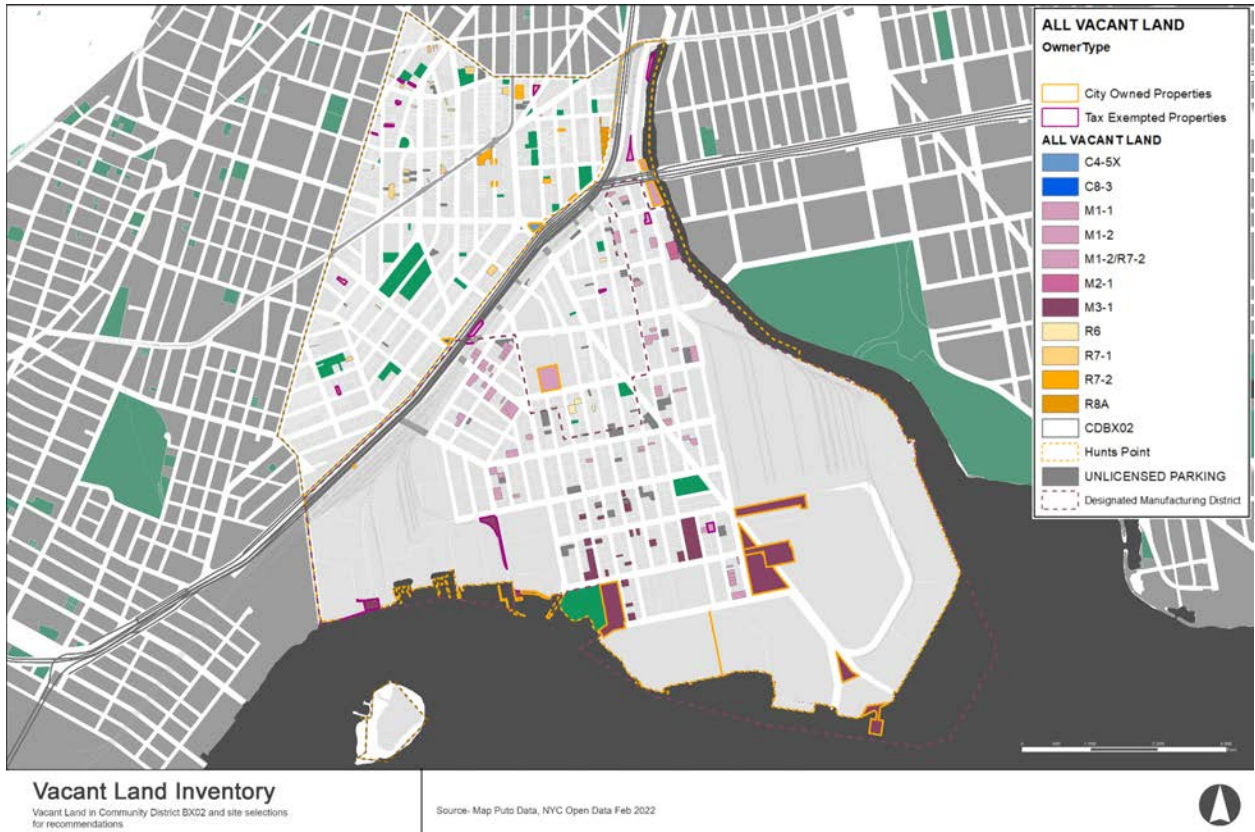 ALL VACANT LAND
OwnerType
City Owned Properties
Tax Exempted Properties
ALL VACANT LAND
C4-5X
C8-3
M1-1
M1-2
M1-2/R7-2
M2-1
M3-1
R6
R7-1
R7-2
R8A
CDBX02
Hunts Point
UNLICENSED PARKING
Designated Manufacturing District
Vacant Land Inventory
Vacant Land in Community District BX02 and site selections
for recommendations
Source- Map Puto Data, NYC Open Data Feb 2022